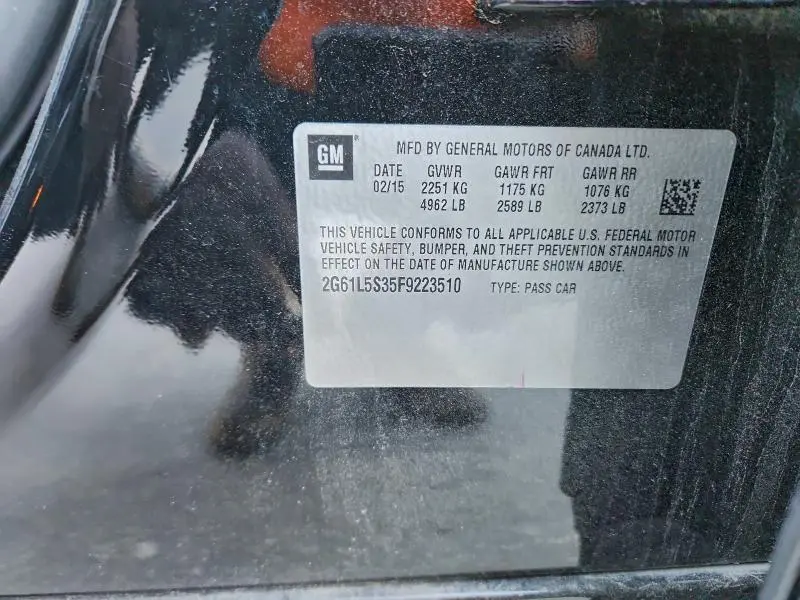 GM
MFD BY GENERAL MOTORS OF CANADA LTD.
DATE GVWR GAWR FRT GAWR RR
02/15 2251 KG 1175 KG 1076 KG
4962 LB 2589 LB 2373 LB
THIS VEHICLE CONFORMS TO ALL APPLICABLE U.S. FEDERAL MOTOR
VEHICLE SAFETY, BUMPER, AND THEFT PREVENTION STANDARDS IN
EFFECT ON THE DATE OF MANUFACTURE SHOWN ABOVE.
2G61L5S35F9223510 TYPE: PASS CAR